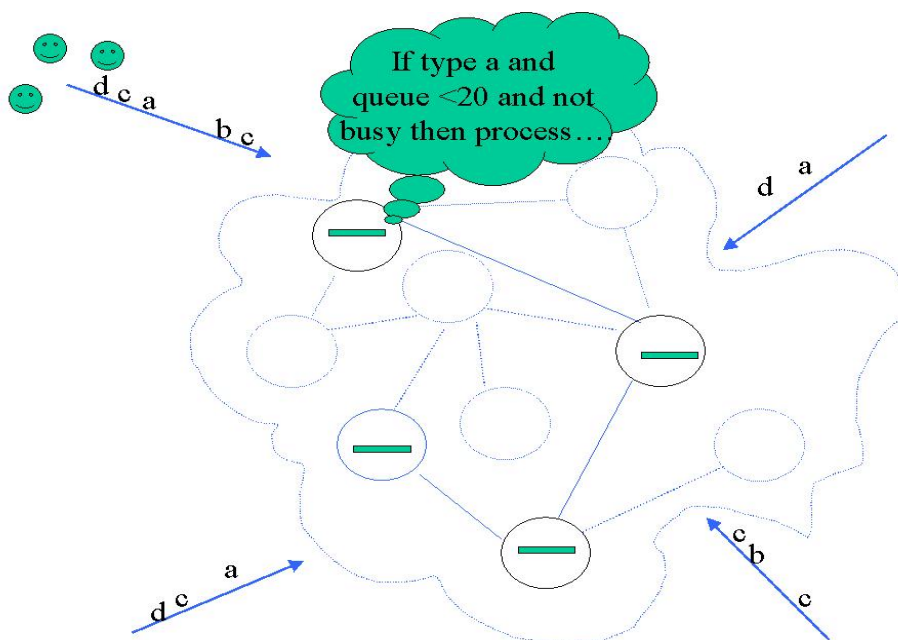 If type a and
queue <20 and not
busy then process….
d c a
b c
d a
a
d c
c
b
c